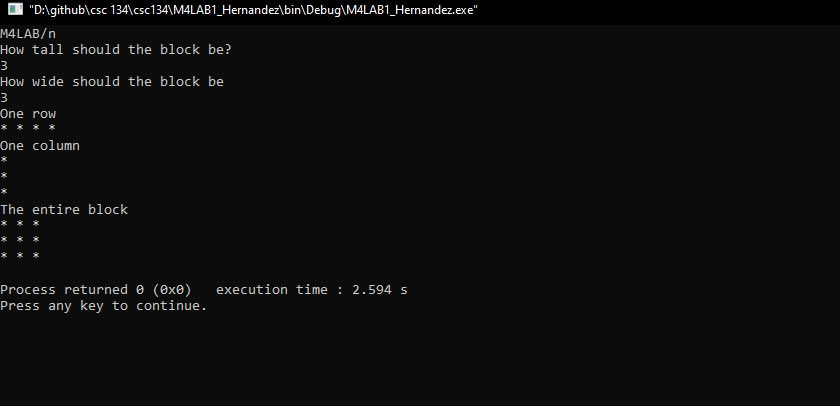 "D:\github\csc 134\csc134\M4LAB1_Hernandez\bin\Debug\M4LAB1_Hernandez.exe"
M4LAB/n
How tall should the block be?
3
How wide should the block be
3
One row
* * * *
One column
*
*
*
The entire block
* * *
* * *
* * *
Process returned 0 (0x0)   execution time : 2.594 s
Press any key to continue.